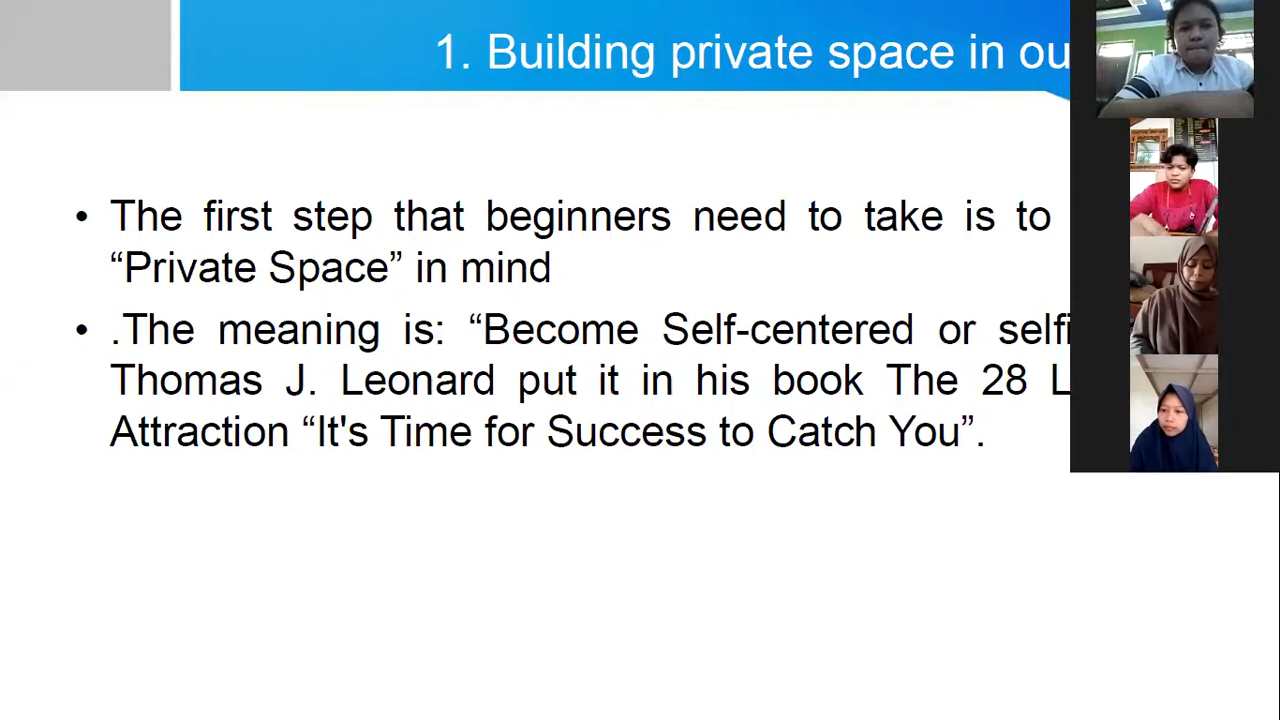 1. Building private space in
• The first step that beginners need to take is to
“Private Space” in mind
• .The meaning is: “Become Self-centered or
Thomas J. Leonard put it in his book The 28
Attraction “It's Time for Success to Catch You”.